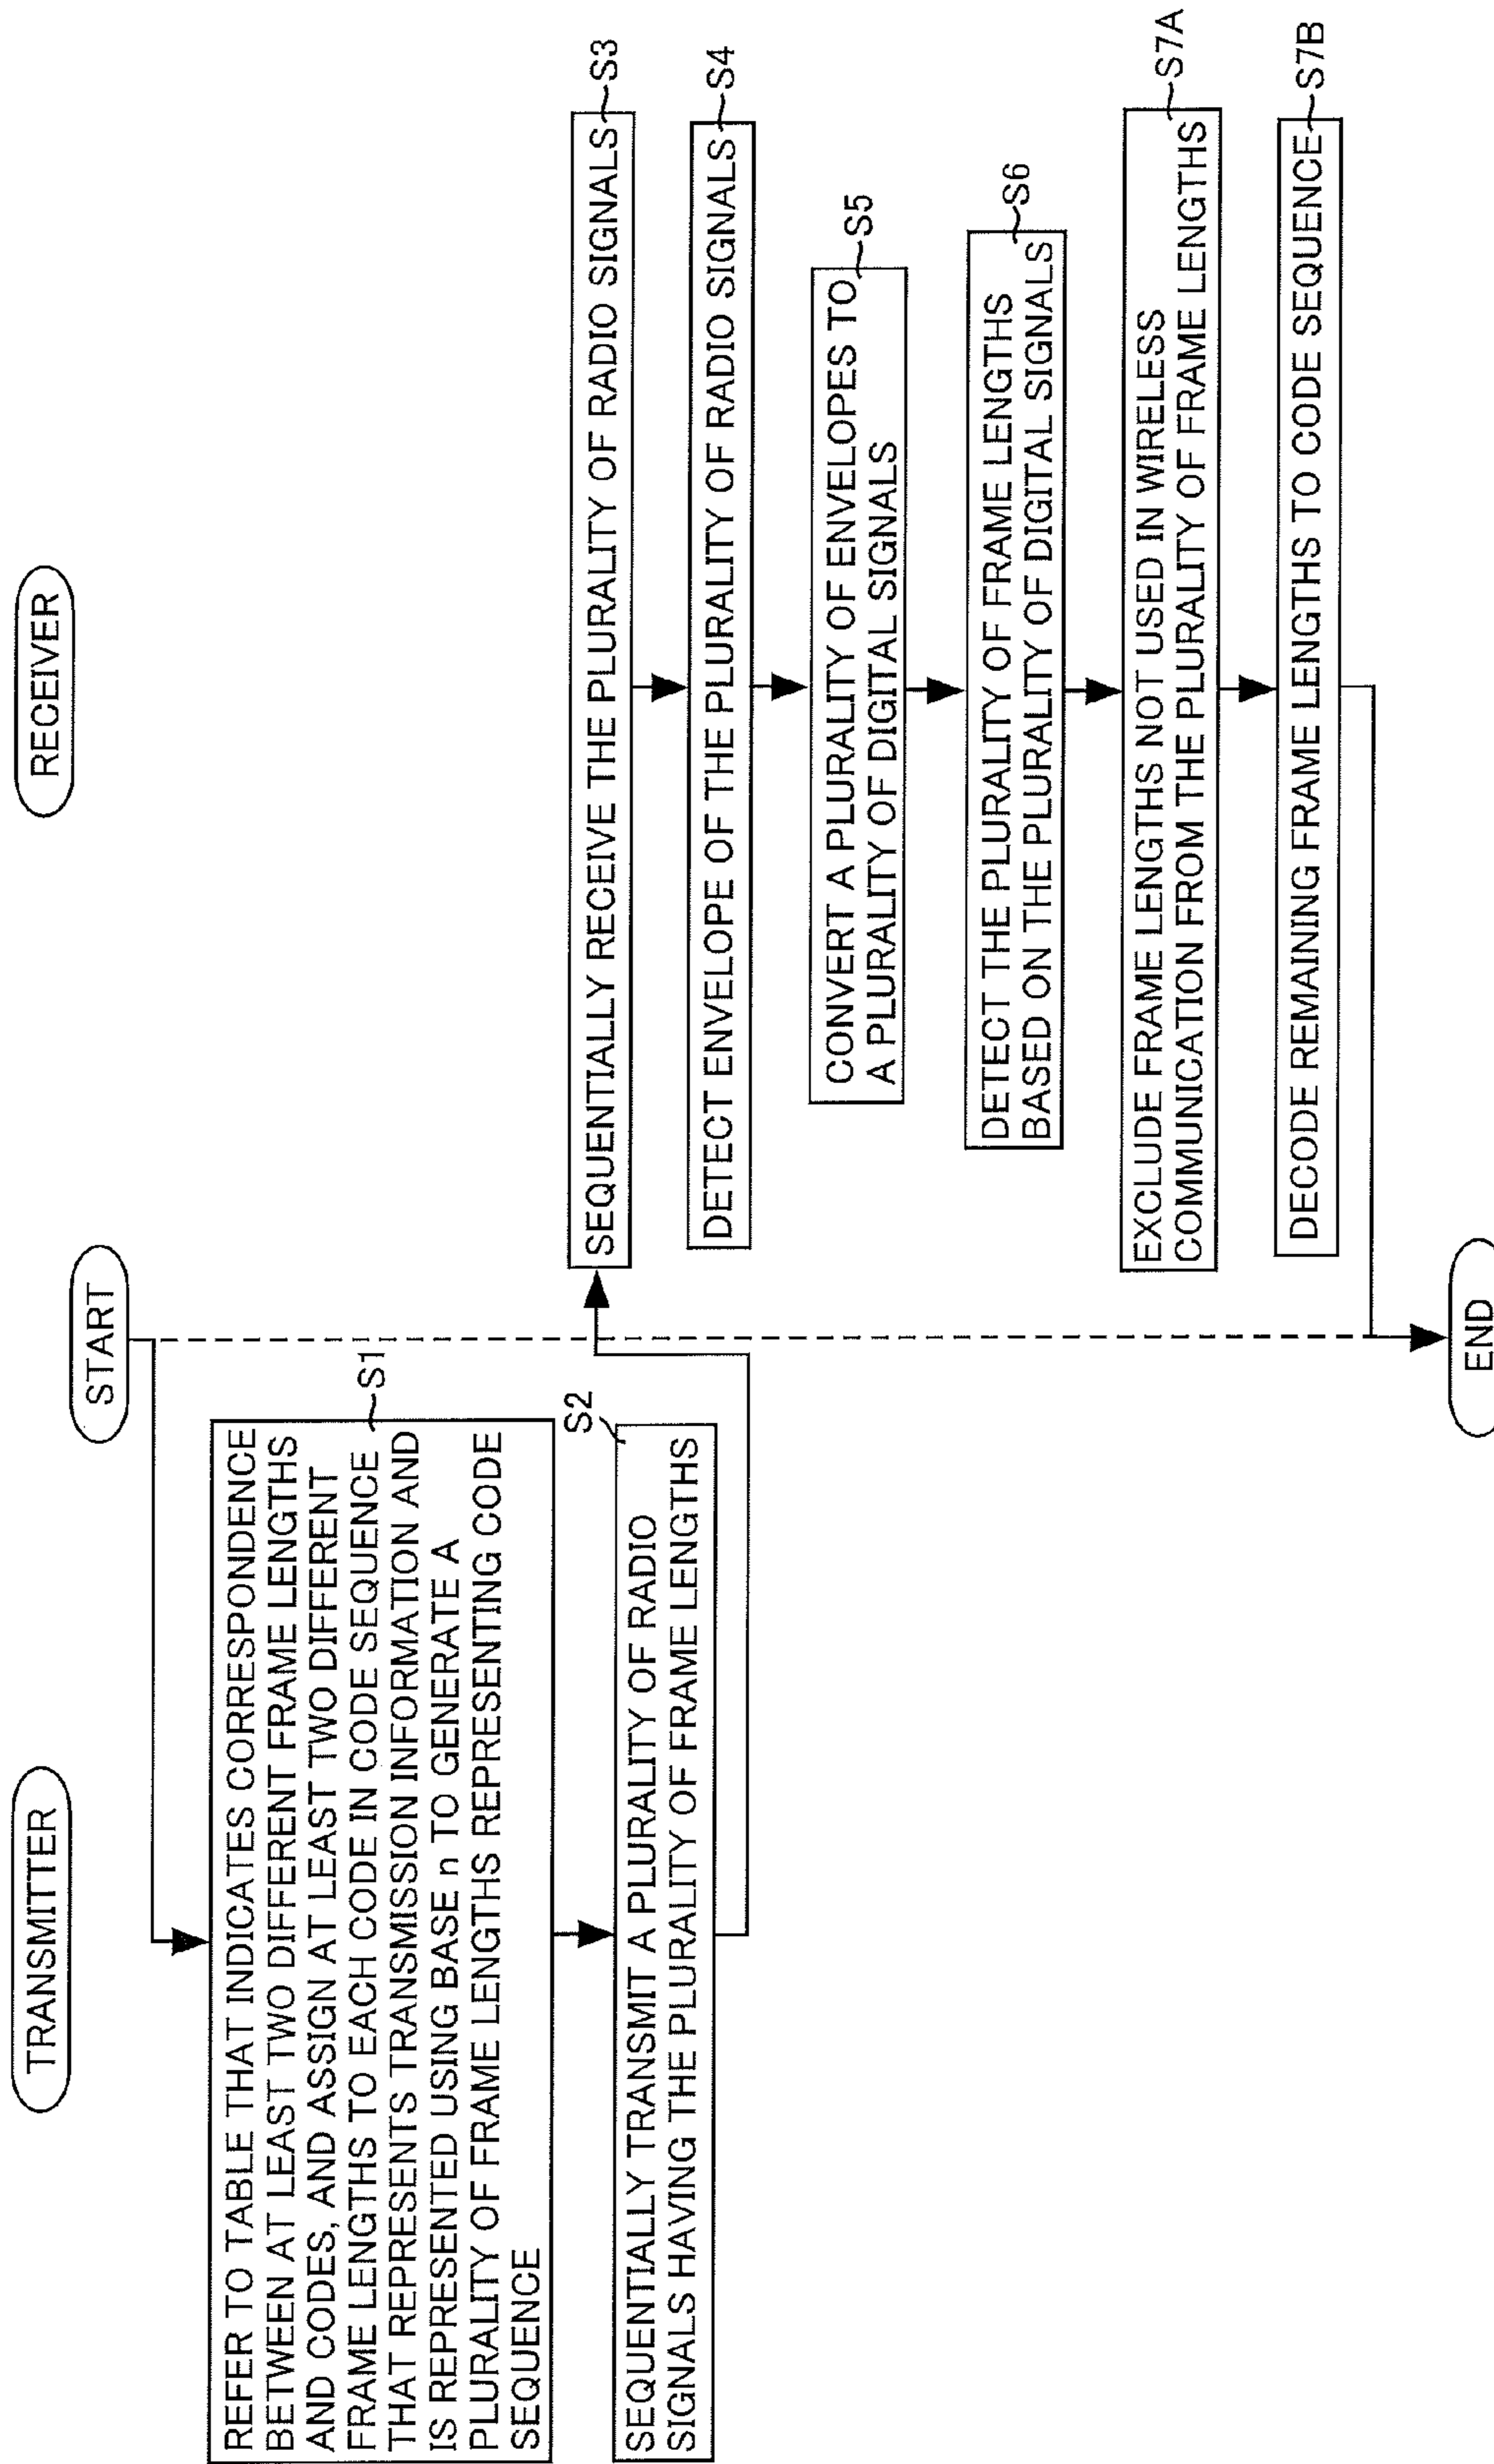 TRANSMITTER
RECEIVER
START
REFER TO TABLE THAT INDICATES CORRESPONDENCE
BETWEEN AT LEAST TWO DIFFERENT FRAME LENGTHS
AND CODES, AND ASSIGN AT LEAST TWO DIFFERENT
FRAME LENGTHS TO EACH CODE IN CODE SEQUENCE
THAT REPRESENTS TRANSMISSION INFORMATION AND
IS REPRESENTED USING BASE n TO GENERATE A
PLURALITY OF FRAME LENGTHS REPRESENTING CODE
SEQUENCE
S1
S2
SEQUENTIALLY TRANSMIT A PLURALITY OF RADIO
SIGNALS HAVING THE PLURALITY OF FRAME LENGTHS
SEQUENTIALLY RECEIVE THE PLURALITY OF RADIO SIGNALS
S3
DETECT ENVELOPE OF THE PLURALITY OF RADIO SIGNALS
S4
CONVERT A PLURALITY OF ENVELOPES TO
A PLURALITY OF DIGITAL SIGNALS
S5
DETECT THE PLURALITY OF FRAME LENGTHS
BASED ON THE PLURALITY OF DIGITAL SIGNALS
S6
EXCLUDE FRAME LENGTHS NOT USED IN WIRELESS
COMMUNICATION FROM THE PLURALITY OF FRAME LENGTHS
S7A
DECODE REMAINING FRAME LENGTHS TO CODE SEQUENCE
S7B
END